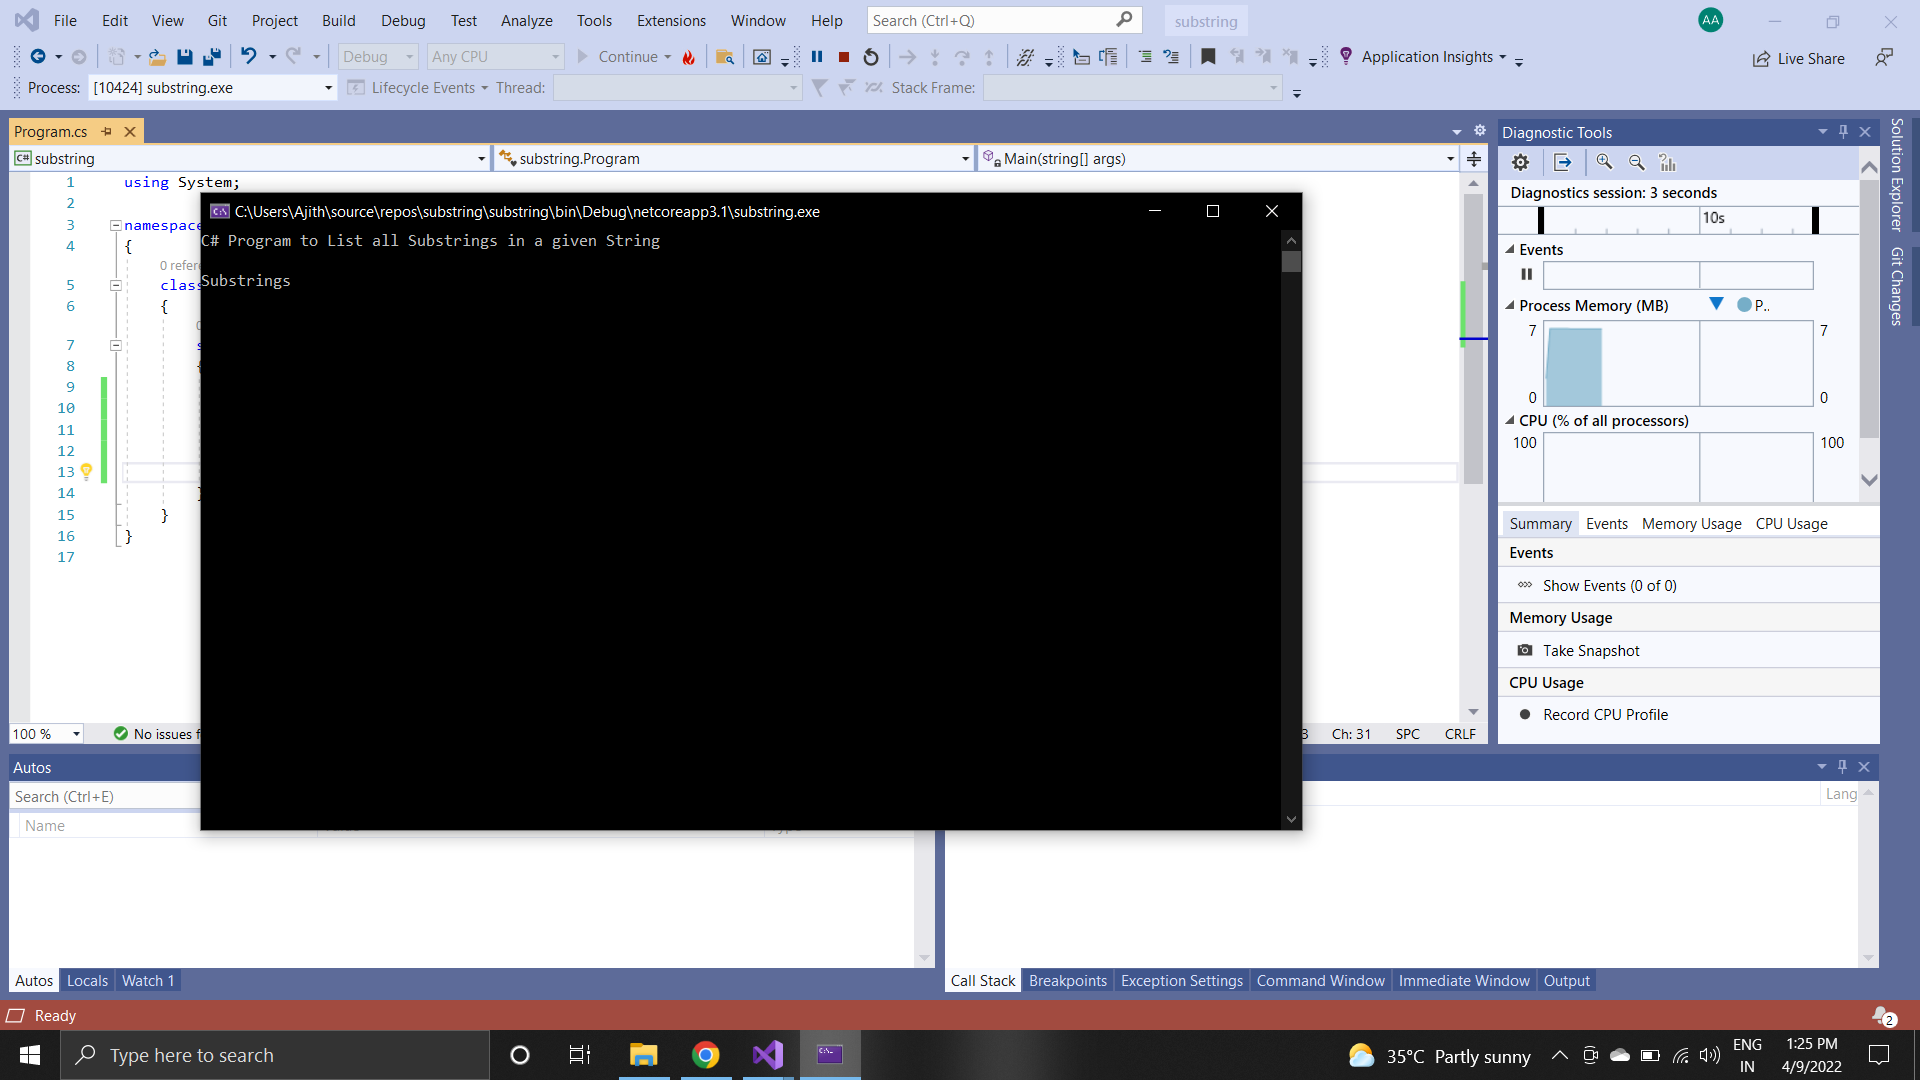 File Edit View Git Project Build Debug Test Analyze Tools Extensions Window Help Search (Ctrl+Q) substring AA
Debug Any CPU Continue Application Insights Live Share
Process: [10424] substring.exe Lifecycle Events Thread: Stack Frame:
Program.cs
C# substring substring.Program Main(string[] args)
1 using System;
2
3 namespace
4 {
0 refere
5 class
6 {
7
8
9
10
11
12
13
14
15 }
16 }
17
C:\Users\Ajith\source\repos\substring\substring\bin\Debug\netcoreapp3.1\substring.exe
C# Program to List all Substrings in a given String
Substrings
100 % No issues Ch: 31 SPC CRLF
Diagnostic Tools
Diagnostics session: 3 seconds
10s
Events
Process Memory (MB) P..
7 7
0 0
CPU (% of all processors)
100 100
Summary Events Memory Usage CPU Usage
Events
Show Events (0 of 0)
Memory Usage
Take Snapshot
CPU Usage
Record CPU Profile
Solution Explorer
Git Changes
Autos
Search (Ctrl+E)
Name
Lang
Autos Locals Watch 1
Call Stack Breakpoints Exception Settings Command Window Immediate Window Output
Ready 2
Type here to search
35°C Partly sunny
ENG
IN
1:25 PM
4/9/2022